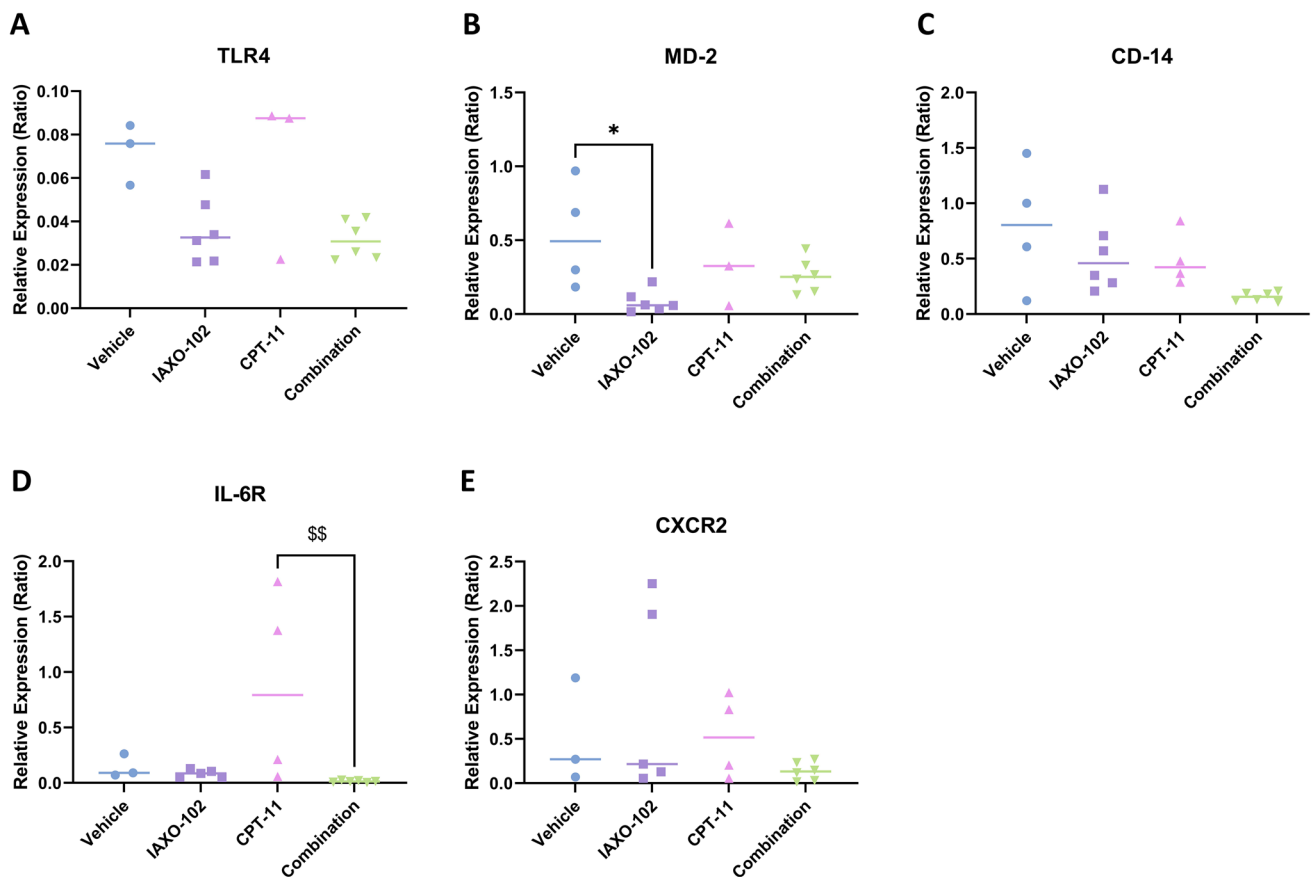 A
TLR4
Relative Expression (Ratio)
0.10
0.08
0.06
0.04
0.02
0.00
Vehicle
IAXO-102
CPT-11
Combination
B
MD-2
Relative Expression (Ratio)
1.5
1.0
0.5
0.0
*
Vehicle
IAXO-102
CPT-11
Combination
C
CD-14
Relative Expression (Ratio)
2.0
1.5
1.0
0.5
0.0
Vehicle
IAXO-102
CPT-11
Combination
D
IL-6R
Relative Expression (Ratio)
2.0
1.5
1.0
0.5
0.0
$$
Vehicle
IAXO-102
CPT-11
Combination
E
CXCR2
Relative Expression (Ratio)
2.5
2.0
1.5
1.0
0.5
0.0
Vehicle
IAXO-102
CPT-11
Combination